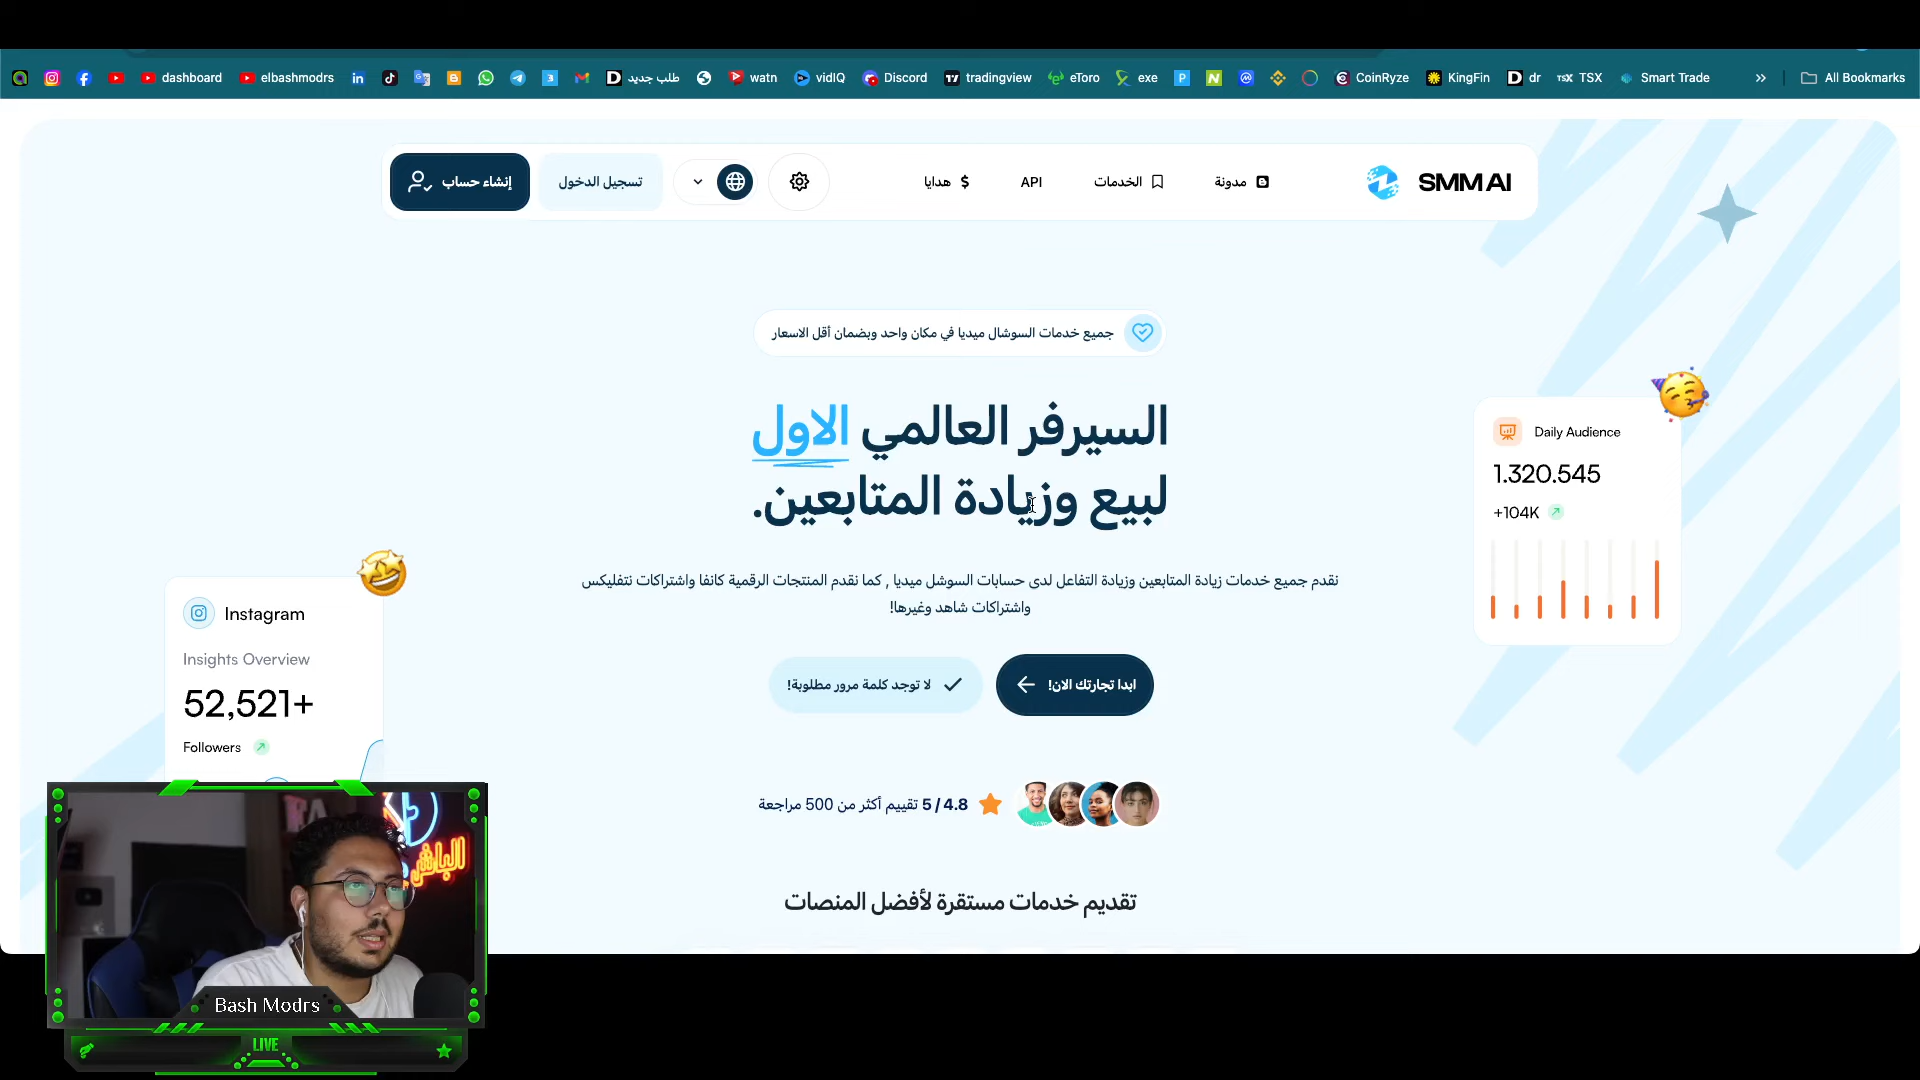 dashboard
elbashmodrs
طلب جديد
watn
vidIQ
Discord
tradingview
eToro
exe
CoinRyze
KingFin
dr
TSX
Smart Trade
All Bookmarks
SMM AI
مدونة
الخدمات
API
هدايا
تسجيل الدخول
إنشاء حساب
جميع خدمات السوشال ميديا في مكان واحد وبضمان أقل الاسعار
السيرفر العالمي الاول
لبيع وزيادة المتابعين.
نقدم جميع خدمات زيادة المتابعين وزيادة التفاعل لدى حسابات السوشل ميديا , كما نقدم المنتجات الرقمية كانفا واشتراكات نتفليكس
واشتراكات شاهد وغيرها!
ابدا تجارتك الان!
لا توجد كلمة مرور مطلوبة!
5 / 4.8 تقييم أكثر من 500 مراجعة
تقديم خدمات مستقرة لأفضل المنصات
Daily Audience
1.320.545
+104K
Instagram
Insights Overview
52,521+
Followers
الباش
Bash Modrs
LIVE